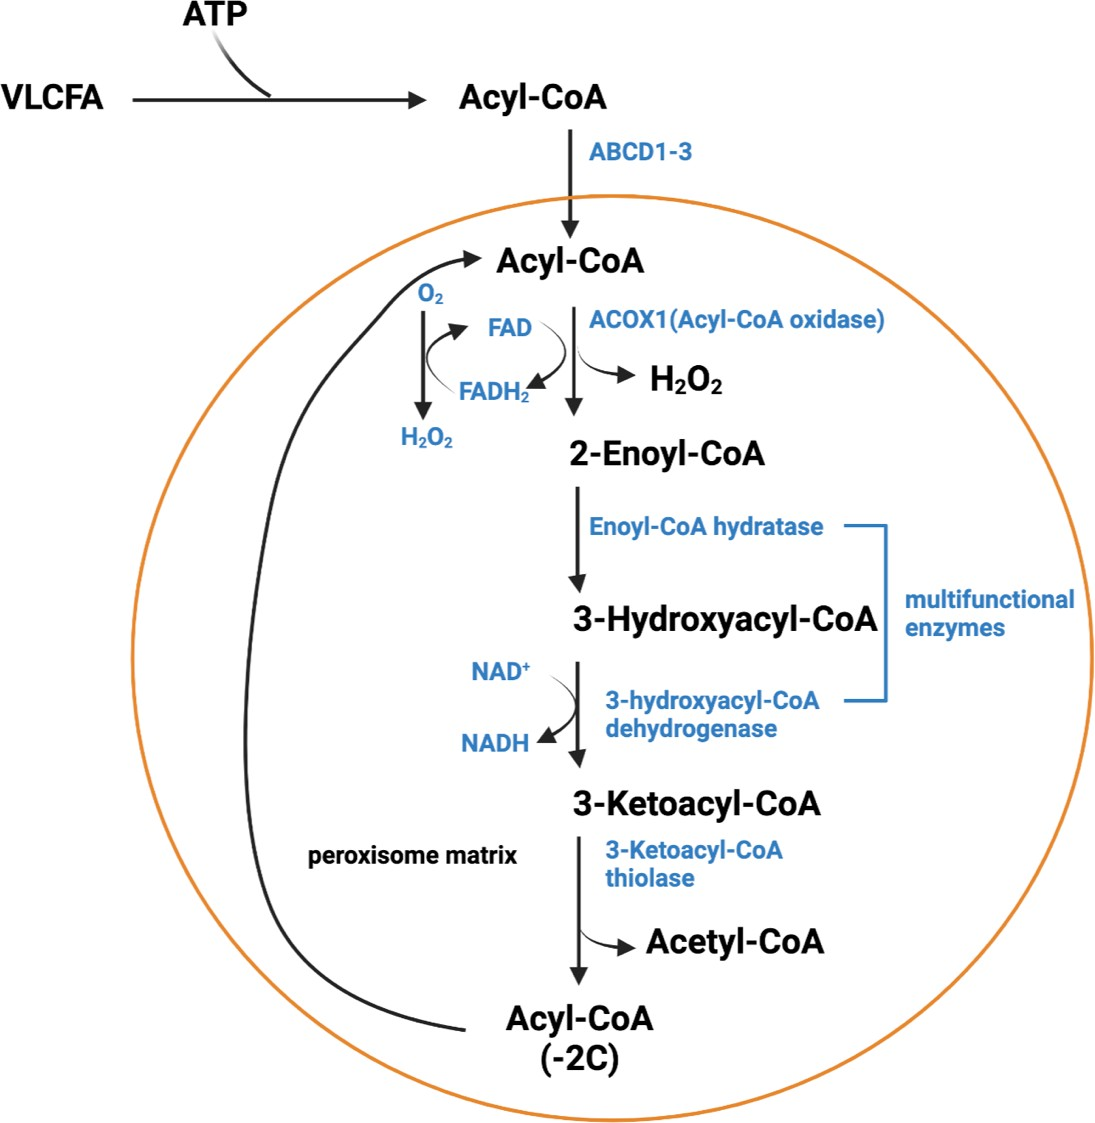 ATP
VLCFA
Acyl-CoA
ABCD1-3
Acyl-CoA
O₂
FAD
ACOX1(Acyl-CoA oxidase)
H₂O₂
FADH₂
H₂O₂
2-Enoyl-CoA
Enoyl-CoA hydratase
multifunctional
enzymes
3-Hydroxyacyl-CoA
NAD⁺
3-hydroxyacyl-CoA
dehydrogenase
NADH
3-Ketoacyl-CoA
3-Ketoacyl-CoA
thiolase
peroxisome matrix
Acetyl-CoA
Acyl-CoA
(-2C)